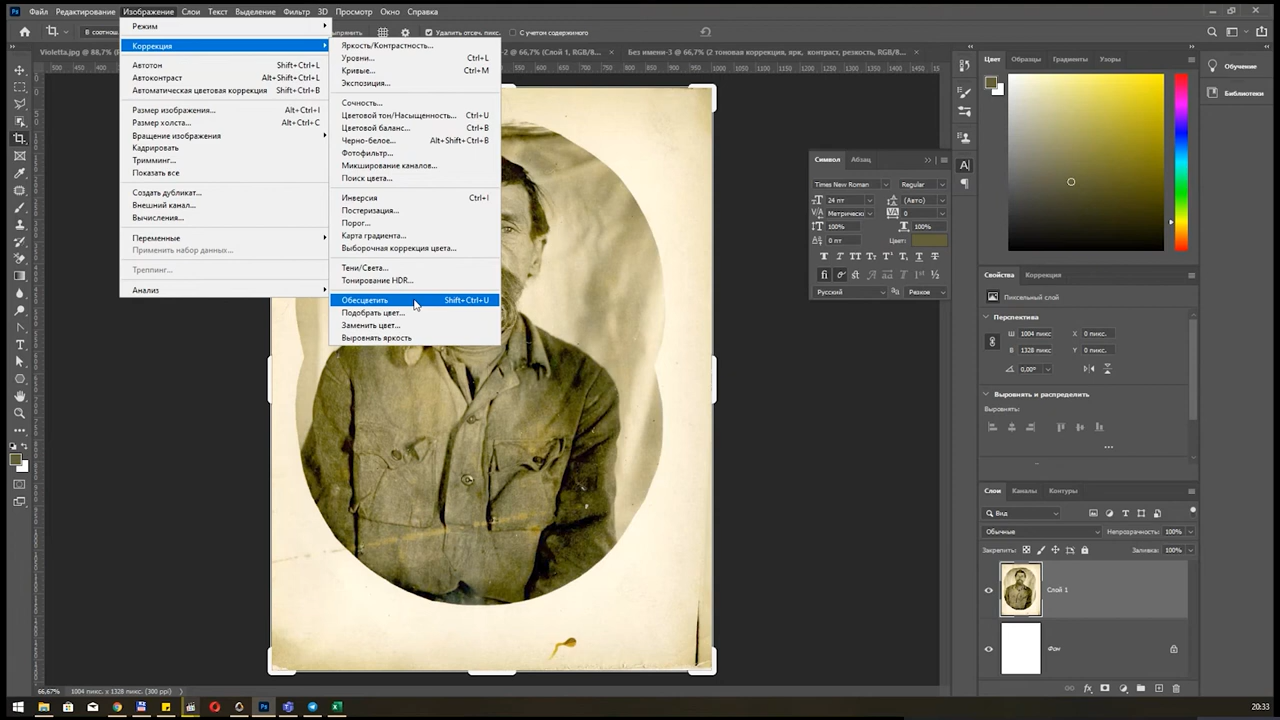 Ps Файл Редактирование Изображение Слои Текст Выделение Фильтр 3D Просмотр Окно Справка
В соотнош.
Удалить отсеч. пикс.
С учетом содержимого
Violetta.jpg @ 88,7%
-2 @ 66,7% (Слой 1, RGB/8...
Без имени-3 @ 66,7% (2 тоновая коррекция, арк, контраст, резкость, RGB/8...
Режим
Коррекция
Автотон Shift+Ctrl+L
Автоконтраст Alt+Shift+Ctrl+L
Автоматическая цветовая коррекция Shift+Ctrl+B
Размер изображения... Alt+Ctrl+I
Размер холста... Alt+Ctrl+C
Вращение изображения
Кадрировать
Тримминг...
Показать все
Создать дубликат...
Внешний канал...
Вычисления...
Переменные
Применить набор данных...
Треппинг...
Анализ
Яркость/Контрастность...
Уровни... Ctrl+L
Кривые... Ctrl+M
Экспозиция...
Сочность...
Цветовой тон/Насыщенность... Ctrl+U
Цветовой баланс... Ctrl+B
Черно-белое... Alt+Shift+Ctrl+B
Фотофильтр...
Микширование каналов...
Поиск цвета...
Инверсия Ctrl+I
Постеризация...
Порог...
Карта градиента...
Выборочная коррекция цвета...
Тени/Света...
Тонирование HDR...
Обесцветить Shift+Ctrl+U
Подобрать цвет...
Заменить цвет...
Выровнять яркость
Символ Абзац
Times New Roman Regular
24 пт (Авто)
Метрически 0
100% 100%
0 пт Цвет:
Русский Резкое
Цвет Образцы Градиенты Узоры
Обучение
Библиотеки
Свойства Коррекция
Пиксельный слой
Перспектива
Ш 1004 пикс X 0 пикс.
В 1328 пикс Y 0 пикс.
0,00°
Выровнять и распределить
Выровнять:
Слои Каналы Контуры
Вид
Обычные Непрозрачность: 100%
Закрепить: Заливка: 100%
Слой 1
Фон
66,67% 1004 пикс. x 1328 пикс. (300 ppi)
20:33